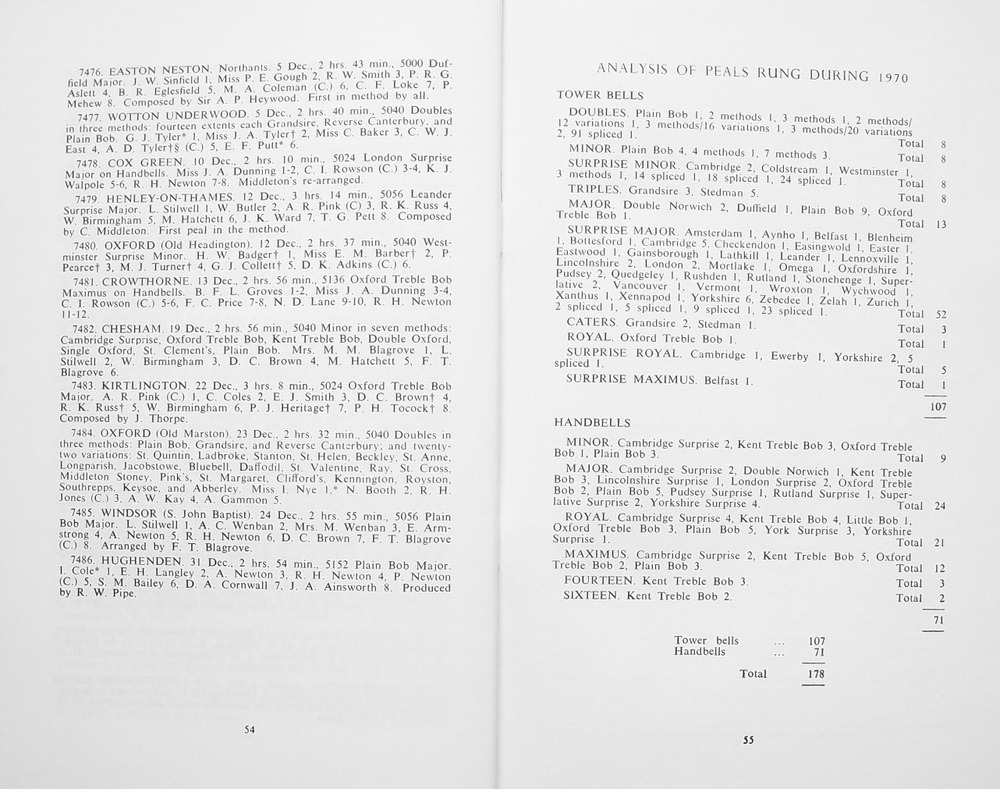 7476. EASTON NESTON, Northants. 5 Dec., 2 hrs. 43 min., 5000 Duf-
field Major. J. W. Sinfield 1, Miss P. E. Gough 2, R. W. Smith 3, P. R. G.
Aslett 4, B. R. Eglesfield 5, M. A. Coleman (C.) 6, C. F. Loke 7, P.
Mehew 8. Composed by Sir A. P. Heywood. First in method by all.
7477. WOTTON UNDERWOOD. 5 Dec., 2 hrs. 40 min., 5040 Doubles
in three methods: fourteen extents each Grandsire, Reverse Canterbury, and
Plain Bob. G. J. Tyler* 1, Miss J. A. Tyler† 2, Miss C. Baker 3, C. W. J.
East 4, A. D. Tyler†§ (C.) 5, E. F. Putt* 6.
7478. COX GREEN. 10 Dec., 2 hrs. 10 min., 5024 London Surprise
Major on Handbells. Miss J. A. Dunning 1-2, C. I. Rowson (C.) 3-4, K. J.
Walpole 5-6, R. H. Newton 7-8. Middleton's re-arranged.
7479. HENLEY-ON-THAMES. 12 Dec., 3 hrs. 14 min., 5056 Leander
Surprise Major. L. Stilwell 1, W. Butler 2, A. R. Pink (C) 3, R. K. Russ 4,
W. Birmingham 5, M. Hatchett 6, J. K. Ward 7, T. G. Pett 8. Composed
by C. Middleton. First peal in the method.
7480. OXFORD (Old Headington). 12 Dec., 2 hrs. 37 min., 5040 West-
minster Surprise Minor. H. W. Badger† 1, Miss E. M. Barber† 2, P.
Pearce† 3, M. J. Turner† 4, G. J. Collett† 5, D. K. Adkins (C.) 6.
7481. CROWTHORNE. 13 Dec., 2 hrs. 56 min., 5136 Oxford Treble Bob
Maximus on Handbells. B. F. L. Groves 1-2, Miss J. A. Dunning 3-4,
C. I. Rowson (C.) 5-6, F. C. Price 7-8, N. D. Lane 9-10, R. H. Newton
11-12.
7482. CHESHAM. 19 Dec., 2 hrs. 56 min., 5040 Minor in seven methods:
Cambridge Surprise, Oxford Treble Bob, Kent Treble Bob, Double Oxford,
Single Oxford, St. Clement's, Plain Bob. Mrs. M. M. Blagrove 1, L.
Stilwell 2, W. Birmingham 3, D. C. Brown 4, M. Hatchett 5, F. T.
Blagrove 6.
7483. KIRTLINGTON. 22 Dec., 3 hrs. 8 min., 5024 Oxford Treble Bob
Major. A. R. Pink (C.) 1, C. Coles 2, E. J. Smith 3, D. C. Brown† 4,
R. K. Russ† 5, W. Birmingham 6, P. J. Heritage† 7, P. H. Tocock† 8.
Composed by J. Thorpe.
7484. OXFORD (Old Marston). 23 Dec., 2 hrs. 32 min., 5040 Doubles in
three methods: Plain Bob, Grandsire, and Reverse Canterbury; and twenty-
two variations: St. Quintin, Ladbroke, Stanton, St. Helen, Beckley, St. Anne,
Longparish, Jacobstowe, Bluebell, Daffodil, St. Valentine, Ray, St. Cross,
Middleton Stoney, Pink's, St. Margaret, Clifford's, Kennington, Royston,
Southrepps, Keysoe, and Abberley. Miss I. Nye 1,* N. Booth 2, R. H.
Jones (C.) 3, A. W. Kay 4, A. Gammon 5.
7485. WINDSOR (S. John Baptist). 24 Dec., 2 hrs. 55 min., 5056 Plain
Bob Major. L. Stilwell 1, A. C. Wenban 2, Mrs. M. Wenban 3, E. Arm-
strong 4, A. Newton 5, R. H. Newton 6, D. C. Brown 7, F. T. Blagrove
(C.) 8. Arranged by F. T. Blagrove.
7486. HUGHENDEN. 31 Dec., 2 hrs. 54 min., 5152 Plain Bob Major.
I. Cole* 1, E. H. Langley 2, A. Newton 3, R. H. Newton 4, P. Newton
(C.) 5, S. M. Bailey 6, D. A. Cornwall 7, J. A. Ainsworth 8. Produced
by R. W. Pipe.
54
ANALYSIS OF PEALS RUNG DURING 1970
TOWER BELLS
DOUBLES. Plain Bob 1, 2 methods 1, 3 methods 1, 2 methods/
12 variations 1, 3 methods/16 variations 1, 3 methods/20 variations
2, 91 spliced 1. Total 8
MINOR. Plain Bob 4, 4 methods 1, 7 methods 3. Total 8
SURPRISE MINOR. Cambridge 2, Coldstream 1, Westminster 1,
3 methods 1, 14 spliced 1, 18 spliced 1, 24 spliced 1. Total 8
TRIPLES. Grandsire 3, Stedman 5. Total 8
MAJOR. Double Norwich 2, Duffield 1, Plain Bob 9, Oxford
Treble Bob 1. Total 13
SURPRISE MAJOR. Amsterdam 1, Aynho 1, Belfast 1, Blenheim
1, Bottesford 1, Cambridge 5, Checkendon 1, Easingwold 1, Easter 1,
Eastwood 1, Gainsborough 1, Lathkill 1, Leander 1, Lennoxville 1,
Lincolnshire 2, London 2, Mortlake 1, Omega 1, Oxfordshire 1,
Pudsey 2, Quedgeley 1, Rushden 1, Rutland 1, Stonehenge 1, Super-
lative 2, Vancouver 1, Vermont 1, Wroxton 1, Wychwood 1,
Xanthus 1, Xennapod 1, Yorkshire 6, Zebedee 1, Zelah 1, Zurich 1,
2 spliced 1, 5 spliced 1, 9 spliced 1, 23 spliced 1. Total 52
CATERS. Grandsire 2, Stedman 1. Total 3
ROYAL. Oxford Treble Bob 1. Total 1
SURPRISE ROYAL. Cambridge 1, Ewerby 1, Yorkshire 2, 5
spliced 1. Total 5
SURPRISE MAXIMUS. Belfast 1. Total 1
107
HANDBELLS
MINOR. Cambridge Surprise 2, Kent Treble Bob 3, Oxford Treble
Bob 1, Plain Bob 3. Total 9
MAJOR. Cambridge Surprise 2, Double Norwich 1, Kent Treble
Bob 3, Lincolnshire Surprise 1, London Surprise 2, Oxford Treble
Bob 2, Plain Bob 5, Pudsey Surprise 1, Rutland Surprise 1, Super-
lative Surprise 2, Yorkshire Surprise 4. Total 24
ROYAL. Cambridge Surprise 4, Kent Treble Bob 4, Little Bob 1,
Oxford Treble Bob 3, Plain Bob 5, York Surprise 3, Yorkshire
Surprise 1. Total 21
MAXIMUS. Cambridge Surprise 2, Kent Treble Bob 5, Oxford
Treble Bob 2, Plain Bob 3. Total 12
FOURTEEN. Kent Treble Bob 3. Total 3
SIXTEEN. Kent Treble Bob 2. Total 2
71
Tower bells ... 107
Handbells ... 71
Total 178
55